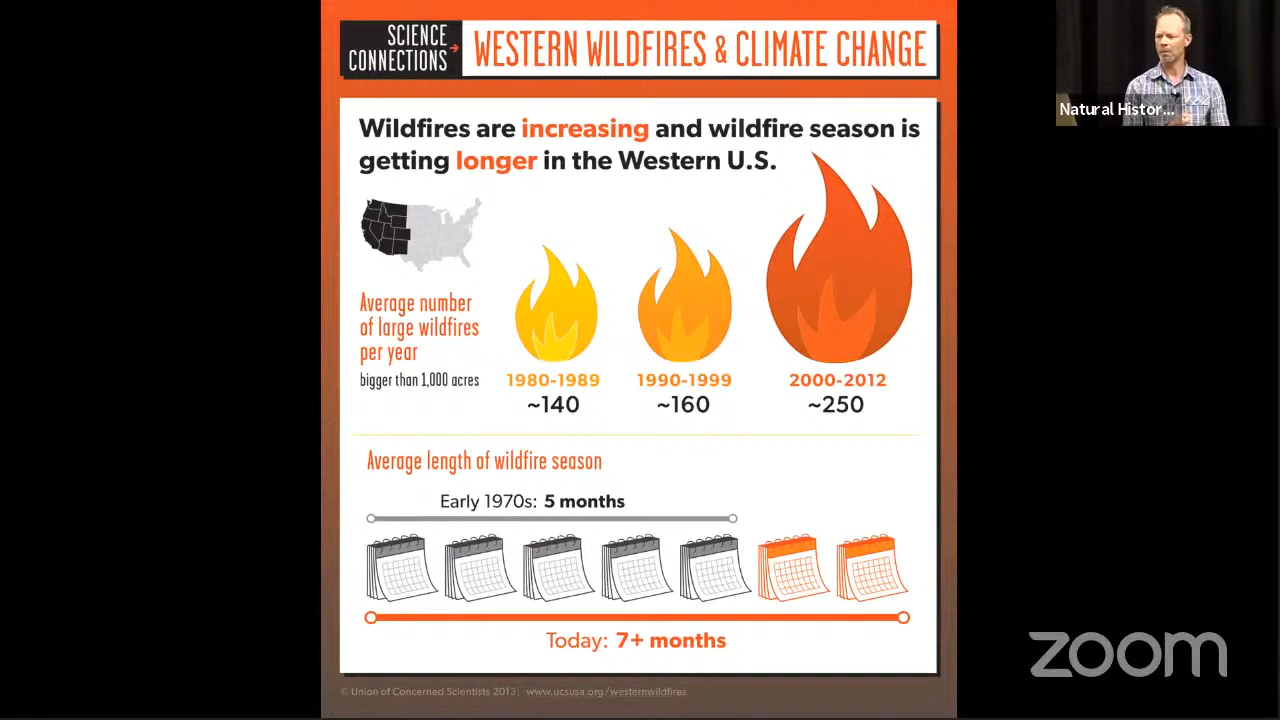 SCIENCE
CONNECTIONS
WESTERN WILDFIRES & CLIMATE CHANGE
Natural Histor...
Wildfires are increasing and wildfire season is
getting longer in the Western U.S.
Average number
of large wildfires
per year
bigger than 1,000 acres
1980-1989
~140
1990-1999
~160
2000-2012
~250
Average length of wildfire season
Early 1970s: 5 months
Today: 7+ months
© Union of Concerned Scientists 2013; www.ucsusa.org/westernwildfires
zoom